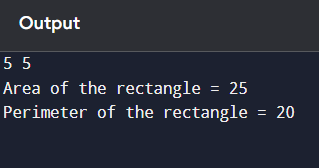 Output
5 5
Area of the rectangle = 25
Perimeter of the rectangle = 20